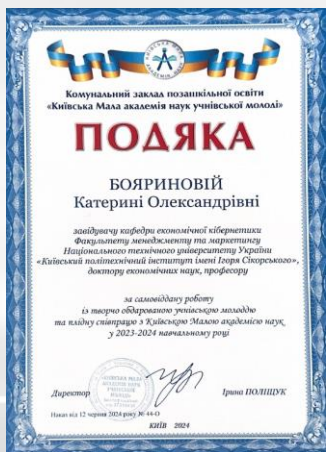 Комунальний заклад позашкільної освіти
«Київська Мала академія наук учнівської молоді»
ПОДЯКА
БОЯРИНОВІЙ
Катерині Олександрівні
завідувачу кафедри економічної кібернетики
Факультету менеджменту та маркетингу
Національного технічного університету України
«Київський політехнічний інститут імені Ігоря Сікорського»,
доктору економічних наук, професору
за самовіддану роботу
із творчо обдарованою учнівською молоддю
та плідну співпрацю з Київською Малою академією наук
у 2023-2024 навчальному році
Директор
Ірина ПОЛІЩУК
Наказ від 12 червня 2024 року № 44-О
КИЇВ 2024